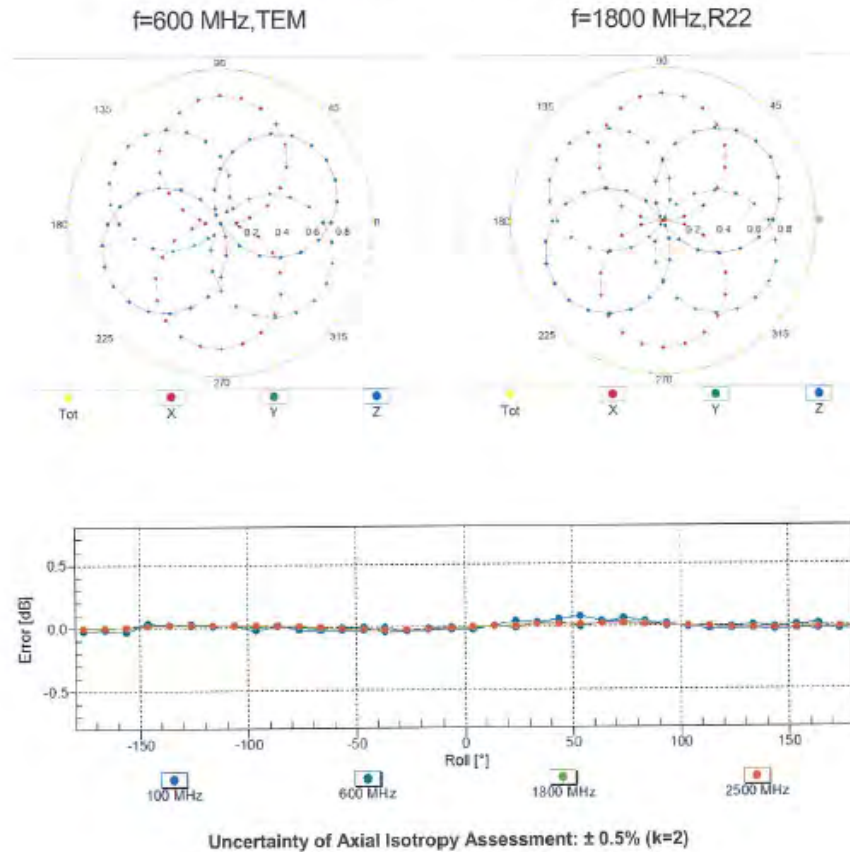 f=600 MHz,TEM
f=1800 MHz,R22
90
135
45
180
0
0.2 0.4 0.6 0.8
225
315
270
Tot X Y Z
90
135
45
180
0
0.2 0.4 0.6 0.8
225
315
270
Tot X Y Z
Error [dB]
0.5
0.0
-0.5
-150 -100 -50 0 50 100 150
Roll [°]
100 MHz 600 MHz 1800 MHz 2500 MHz
Uncertainty of Axial Isotropy Assessment: ± 0.5% (k=2)